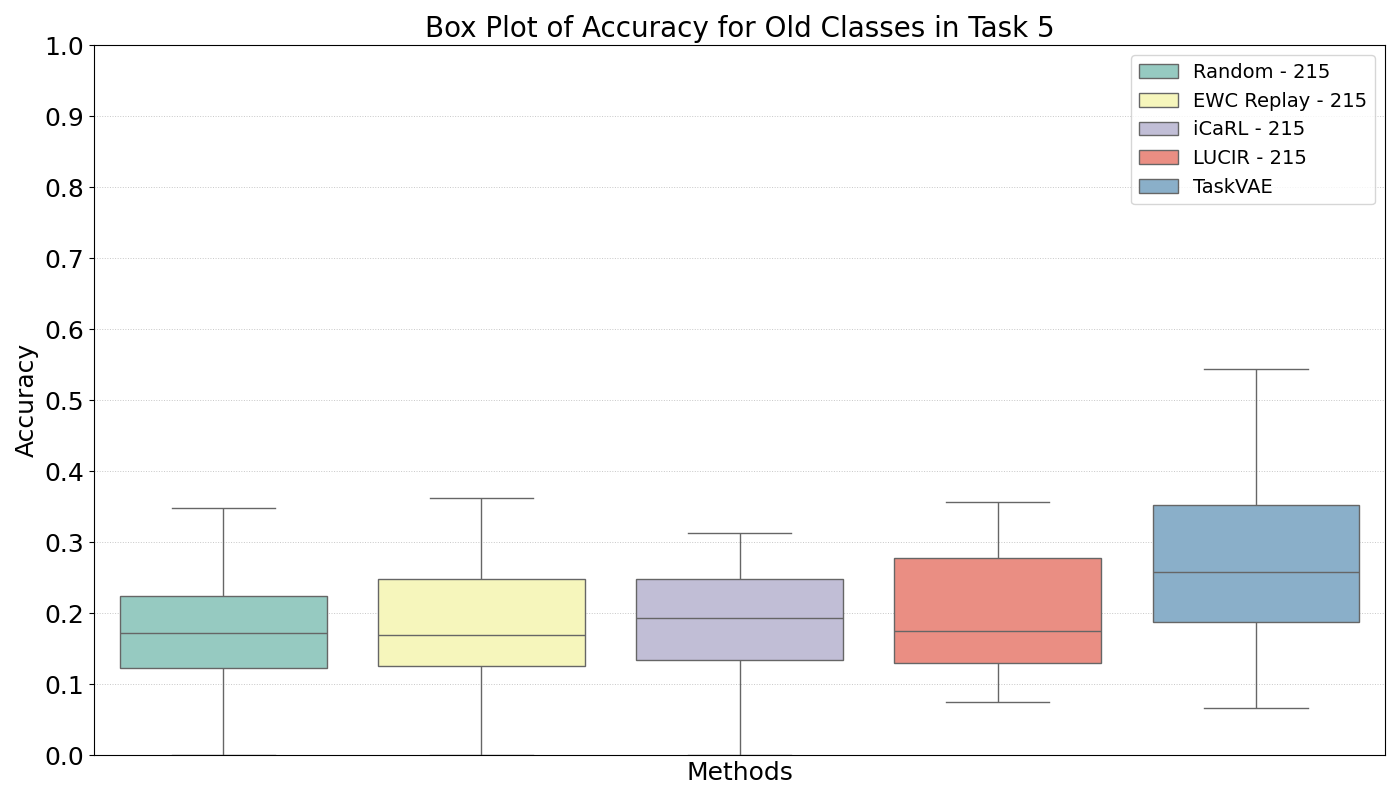 Box Plot of Accuracy for Old Classes in Task 5
1.0
0.9
0.8
0.7
0.6
0.5
0.4
0.3
0.2
0.1
0.0
Accuracy
Methods
Random - 215
EWC Replay - 215
iCaRL - 215
LUCIR - 215
TaskVAE